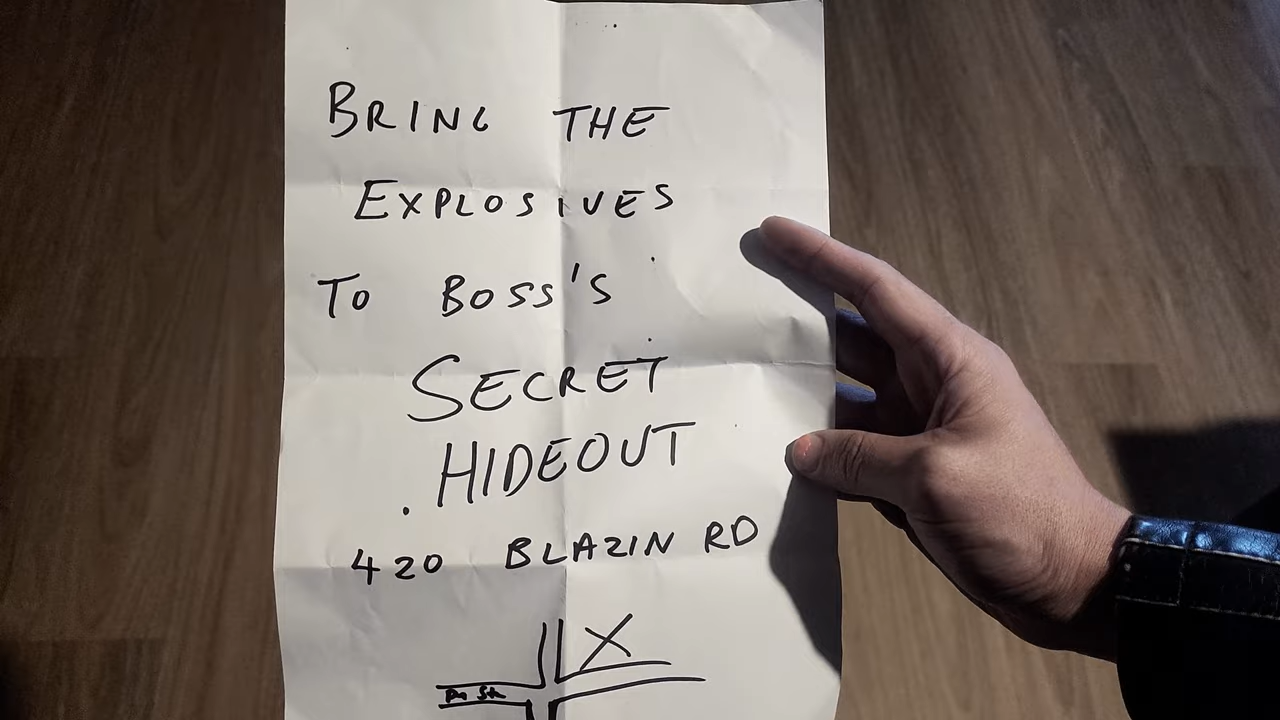 BRING THE
EXPLOSIVES
TO BOSS'S
SECRET
HIDEOUT
420 BLAZIN RD
X